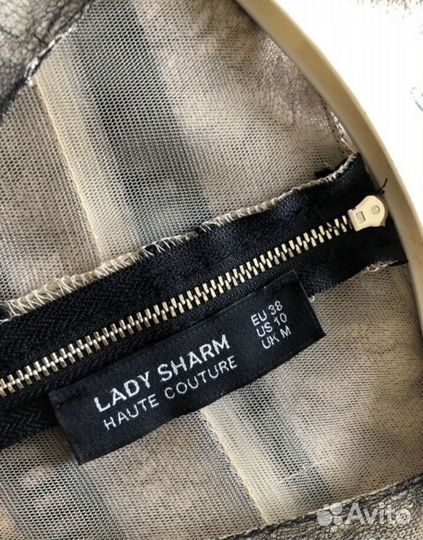 LADY SHARM
HAUTE COUTURE
EU 38
US 10
UK M
Avito